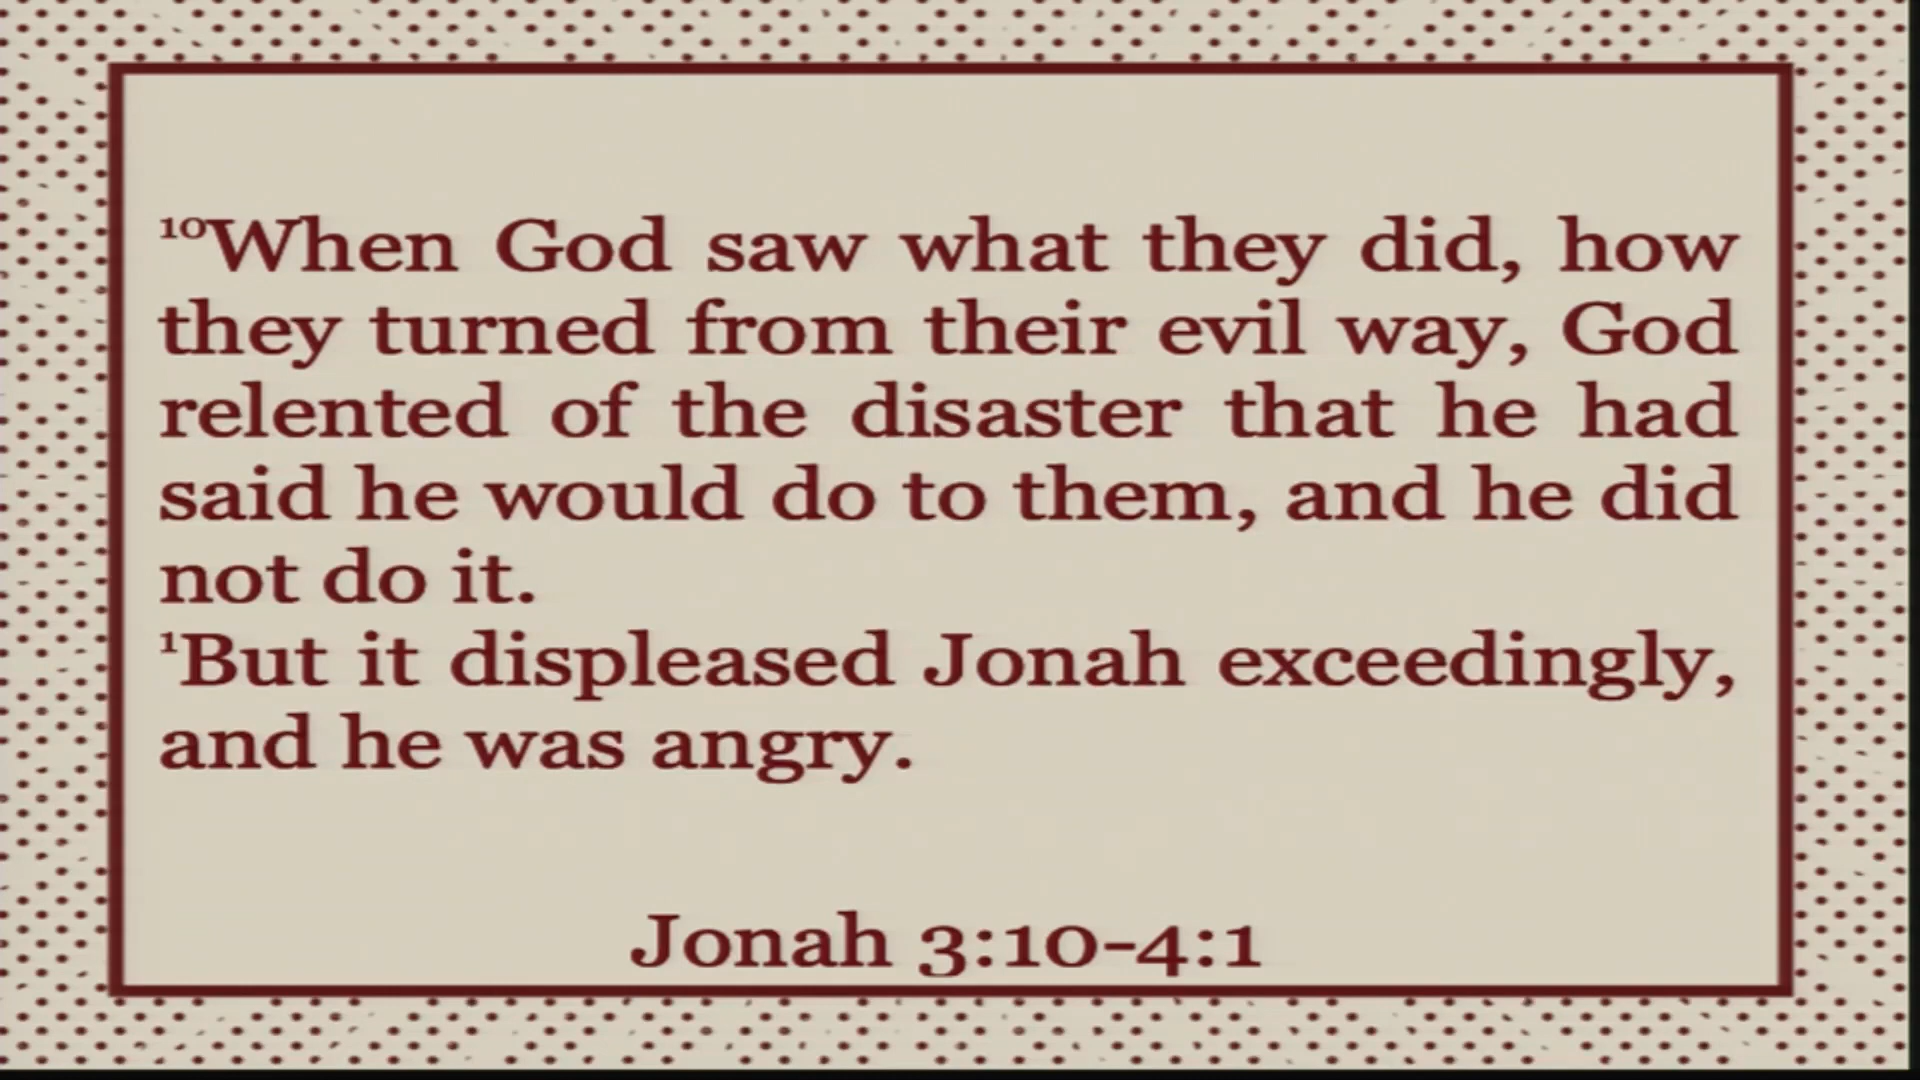 ¹⁰When God saw what they did, how
they turned from their evil way, God
relented of the disaster that he had
said he would do to them, and he did
not do it.
¹But it displeased Jonah exceedingly,
and he was angry.
Jonah 3:10-4:1